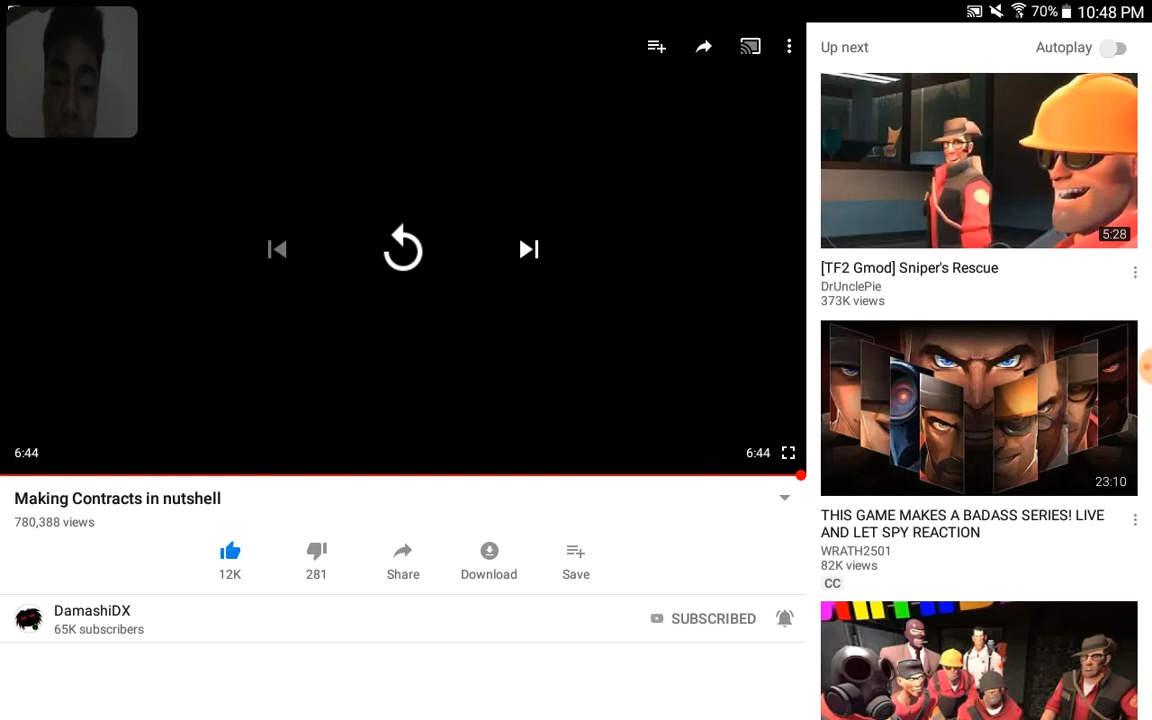 70% 10:48 PM
Up next
Autoplay
5:28
[TF2 Gmod] Sniper's Rescue
DrUnclePie
373K views
23:10
THIS GAME MAKES A BADASS SERIES! LIVE
AND LET SPY REACTION
WRATH2501
82K views
CC
6:44
6:44
Making Contracts in nutshell
780,388 views
12K
281
Share
Download
Save
DamashiDX
65K subscribers
SUBSCRIBED